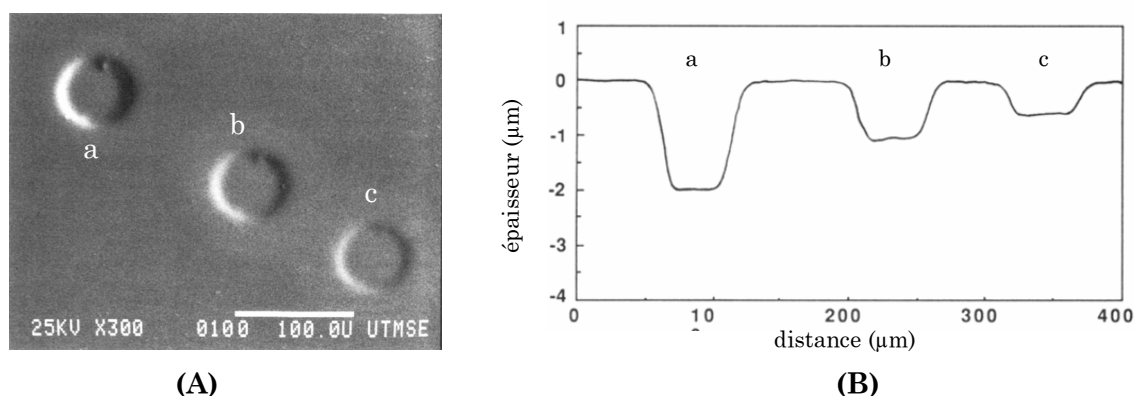 a
b
c
25KV X300 0100 100.0U UTMSE
(A)
1
0
-1
-2
-3
-4
épaisseur (µm)
a
b
c
0
10
200
300
400
distance (µm)
(B)